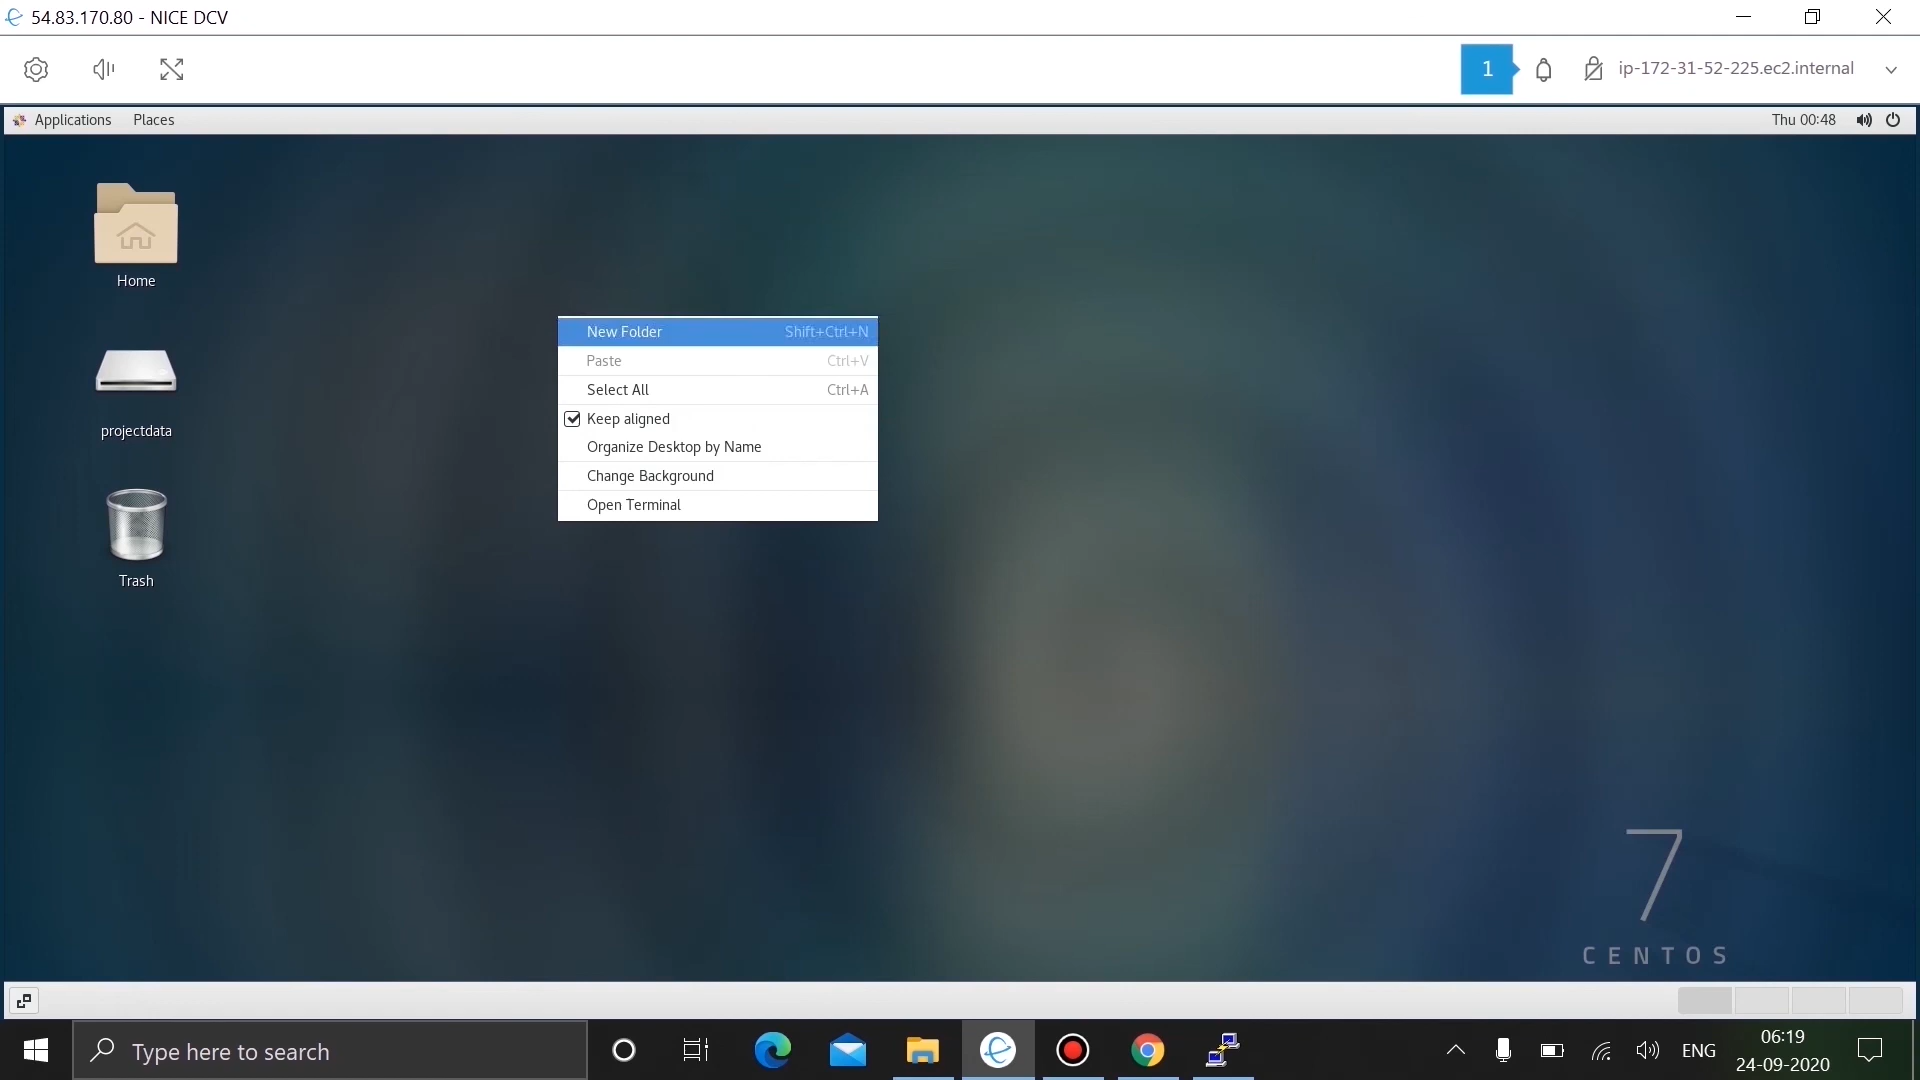 54.83.170.80 - NICE DCV
1
ip-172-31-52-225.ec2.internal
Applications Places
Thu 00:48
Home
New Folder Shift+Ctrl+N
Paste Ctrl+V
Select All Ctrl+A
Keep aligned
projectdata
Organize Desktop by Name
Change Background
Open Terminal
Trash
7
CENTOS
Type here to search
ENG
06:19
24-09-2020